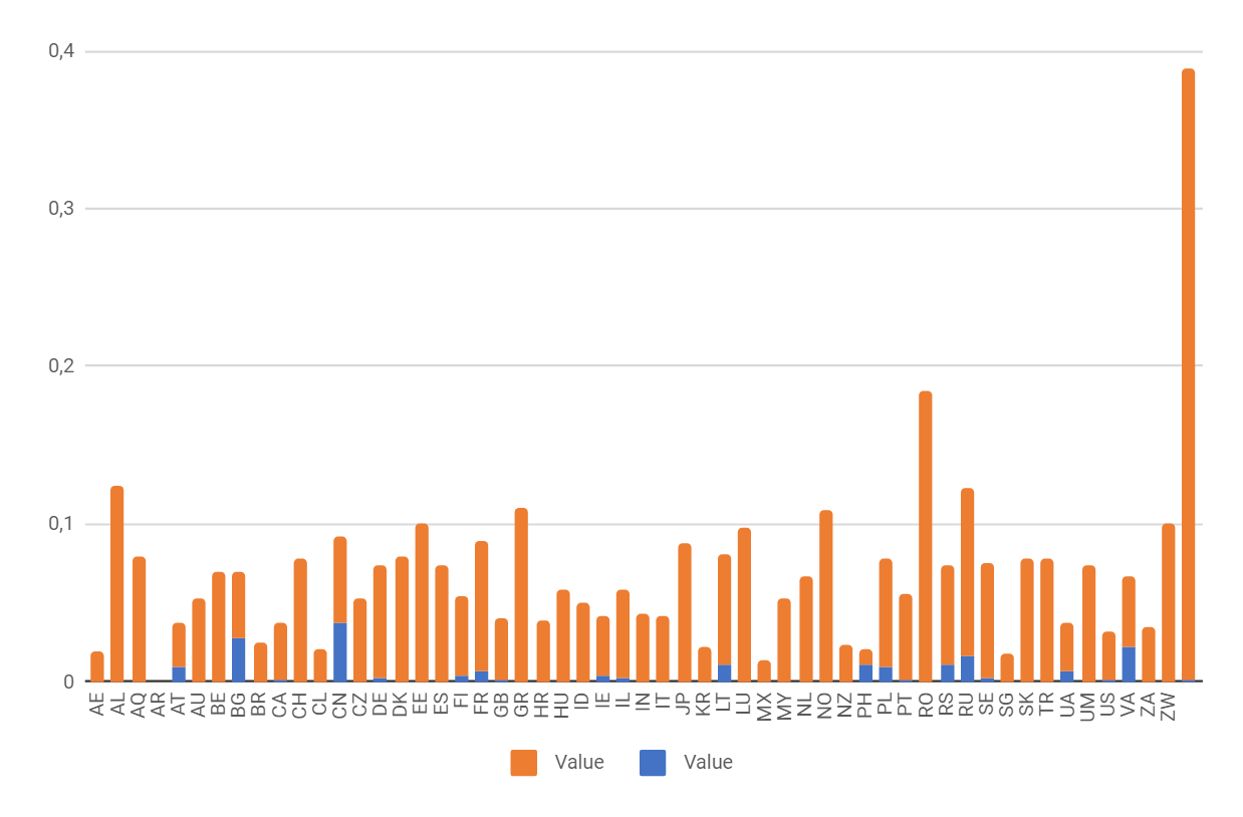 0,4
0,3
0,2
0,1
0
AE AL AQ AR AT AU BE BG BR CA CH CL CN CZ DE DK EE ES FI FR GB GR HR HU ID IE IL IN IT JP KR LT LU MX MY NL NO NZ PH PL PT RO RS RU SE SG SK TR UA UM US VA ZA ZW
Value Value